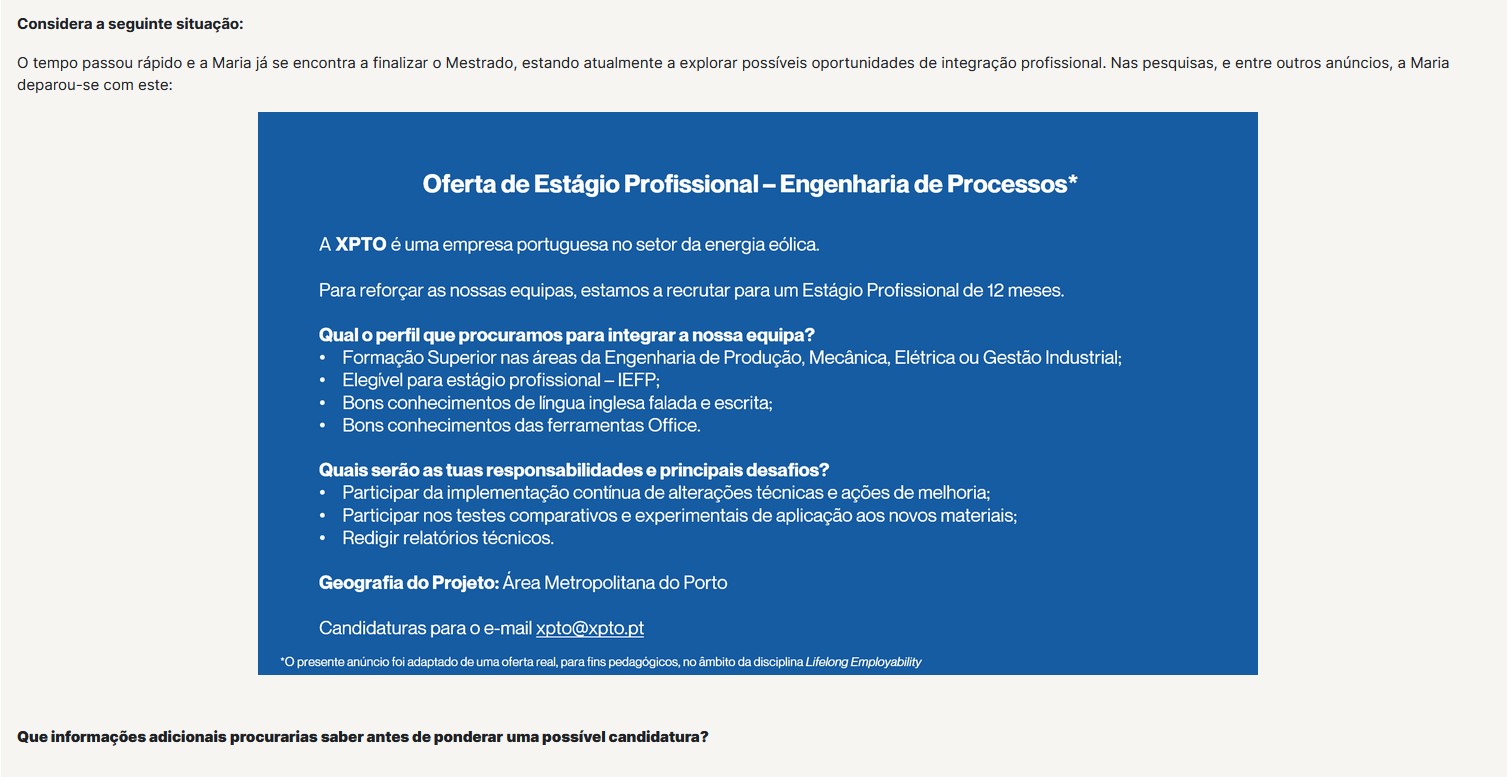 Considera a seguinte situação:
O tempo passou rápido e a Maria já se encontra a finalizar o Mestrado, estando atualmente a explorar possíveis oportunidades de integração profissional. Nas pesquisas, e entre outros anúncios, a Maria
deparou-se com este:
Oferta de Estágio Profissional – Engenharia de Processos*
A XPTO é uma empresa portuguesa no setor da energia eólica.
Para reforçar as nossas equipas, estamos a recrutar para um Estágio Profissional de 12 meses.
Qual o perfil que procuramos para integrar a nossa equipa?
• Formação Superior nas áreas da Engenharia de Produção, Mecânica, Elétrica ou Gestão Industrial;
• Elegível para estágio profissional – IEFP;
• Bons conhecimentos de língua inglesa falada e escrita;
• Bons conhecimentos das ferramentas Office.
Quais serão as tuas responsabilidades e principais desafios?
• Participar da implementação contínua de alterações técnicas e ações de melhoria;
• Participar nos testes comparativos e experimentais de aplicação aos novos materiais;
• Redigir relatórios técnicos.
Geografia do Projeto: Área Metropolitana do Porto
Candidaturas para o e-mail xpto@xpto.pt
*O presente anúncio foi adaptado de uma oferta real, para fins pedagógicos, no âmbito da disciplina Lifelong Employability
Que informações adicionais procurarias saber antes de ponderar uma possível candidatura?